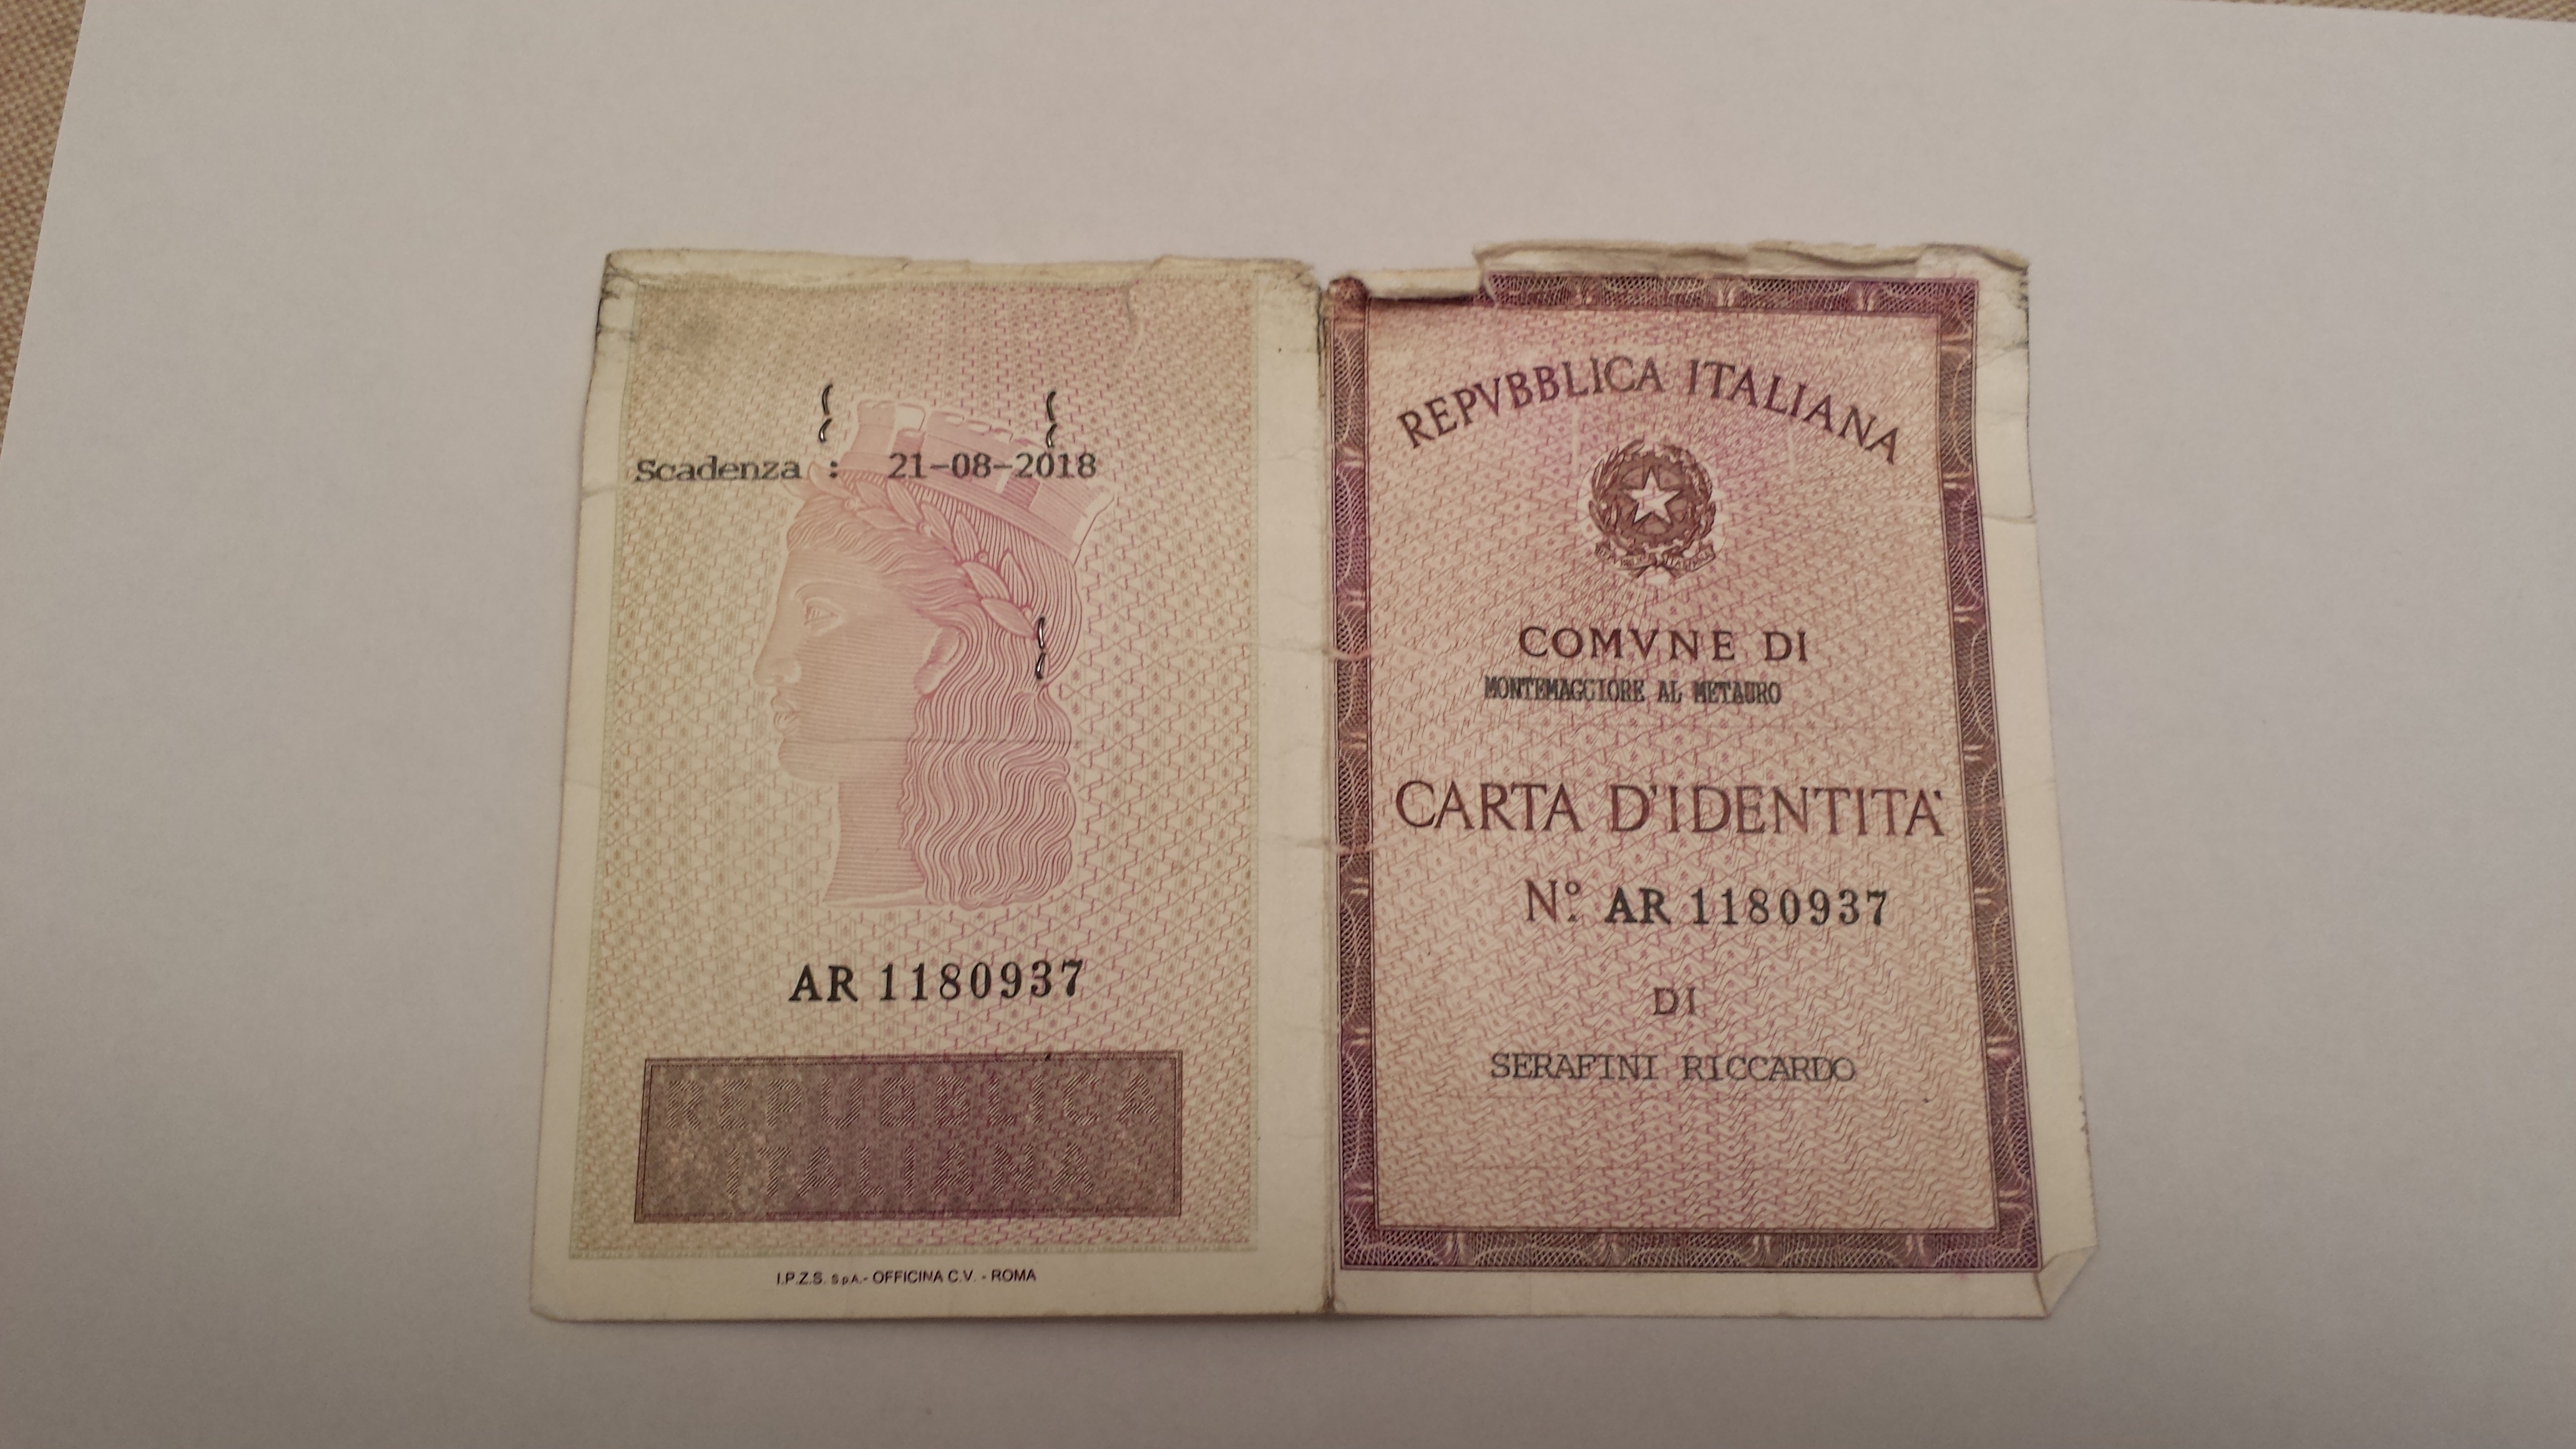 Scadenza : 21-08-2018
AR 1180937
REPUBBLICA
ITALIANA
I.P.Z.S. S.p.A. - OFFICINA C.V. - ROMA
REPVBBLICA ITALIANA
COMVNE DI
MONTEMAGGIORE AL METAURO
CARTA D'IDENTITA'
N° AR 1180937
DI
SERAFINI RICCARDO